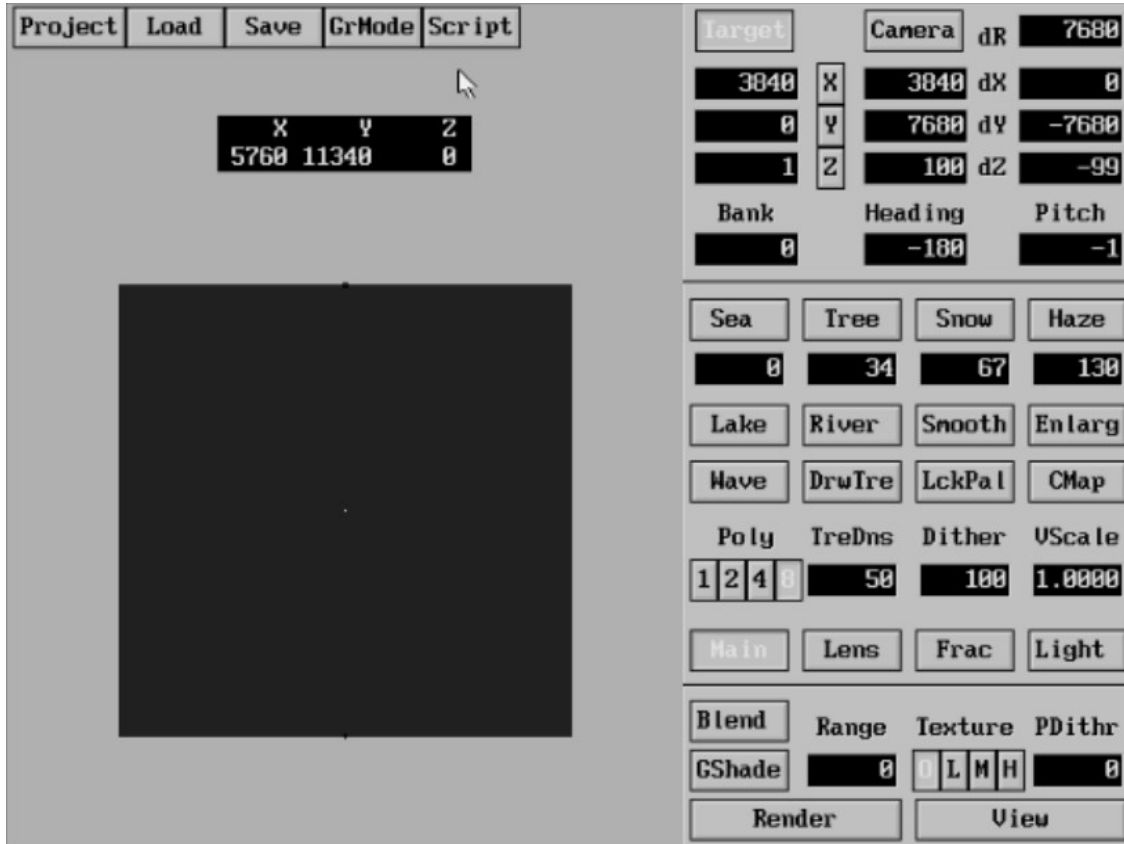 Project Load Save GrMode Script
Target Camera dR 7680
3840 X 3840 dX 0
0 Y 7680 dY -7680
1 Z 100 dZ -99
X Y Z
5760 11340 0
Bank Heading Pitch
0 -180 -1
Sea Tree Snow Haze
0 34 67 130
Lake River Smooth Enlarg
Wave DrwTre LckPal CMap
Poly TreDns Dither VScale
1 2 4 8 50 100 1.0000
Main Lens Frac Light
Blend Range Texture PDithr
GShade 0 O L M H 0
Render View